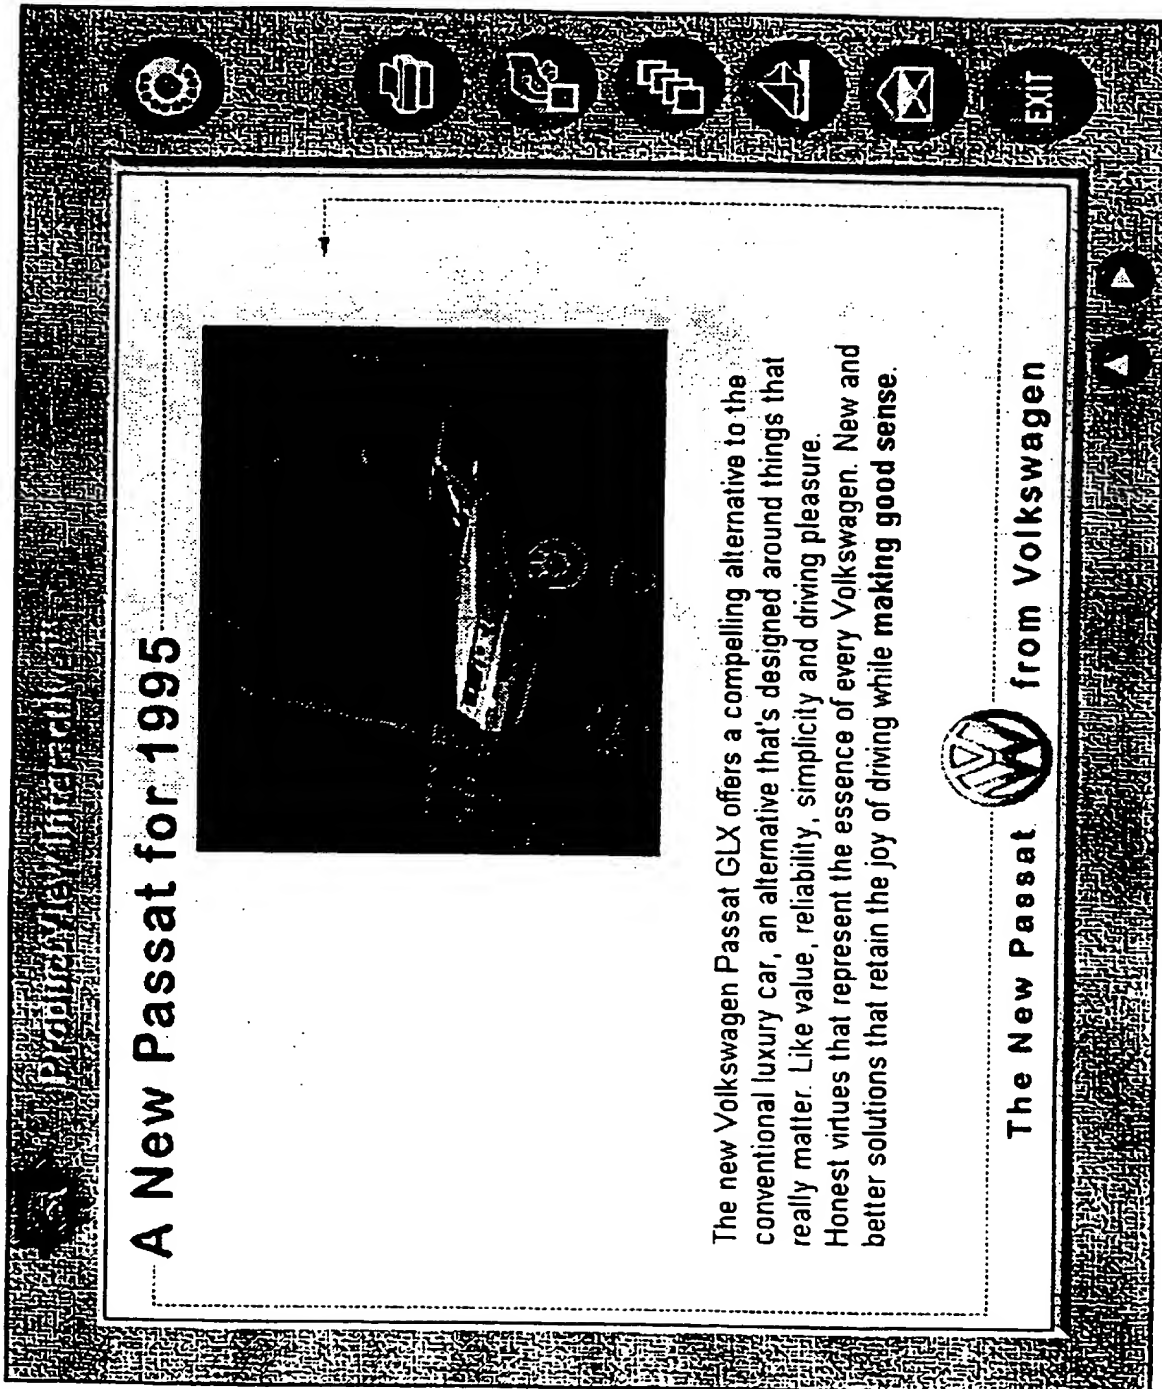 ProductView Interactive
A New Passat for 1995
The new Volkswagen Passat GLX offers a compelling alternative to the
conventional luxury car, an alternative that's designed around things that
really matter. Like value, reliability, simplicity and driving pleasure.
Honest virtues that represent the essence of every Volkswagen. New and
better solutions that retain the joy of driving while making good sense.
The New Passat from Volkswagen
EXIT